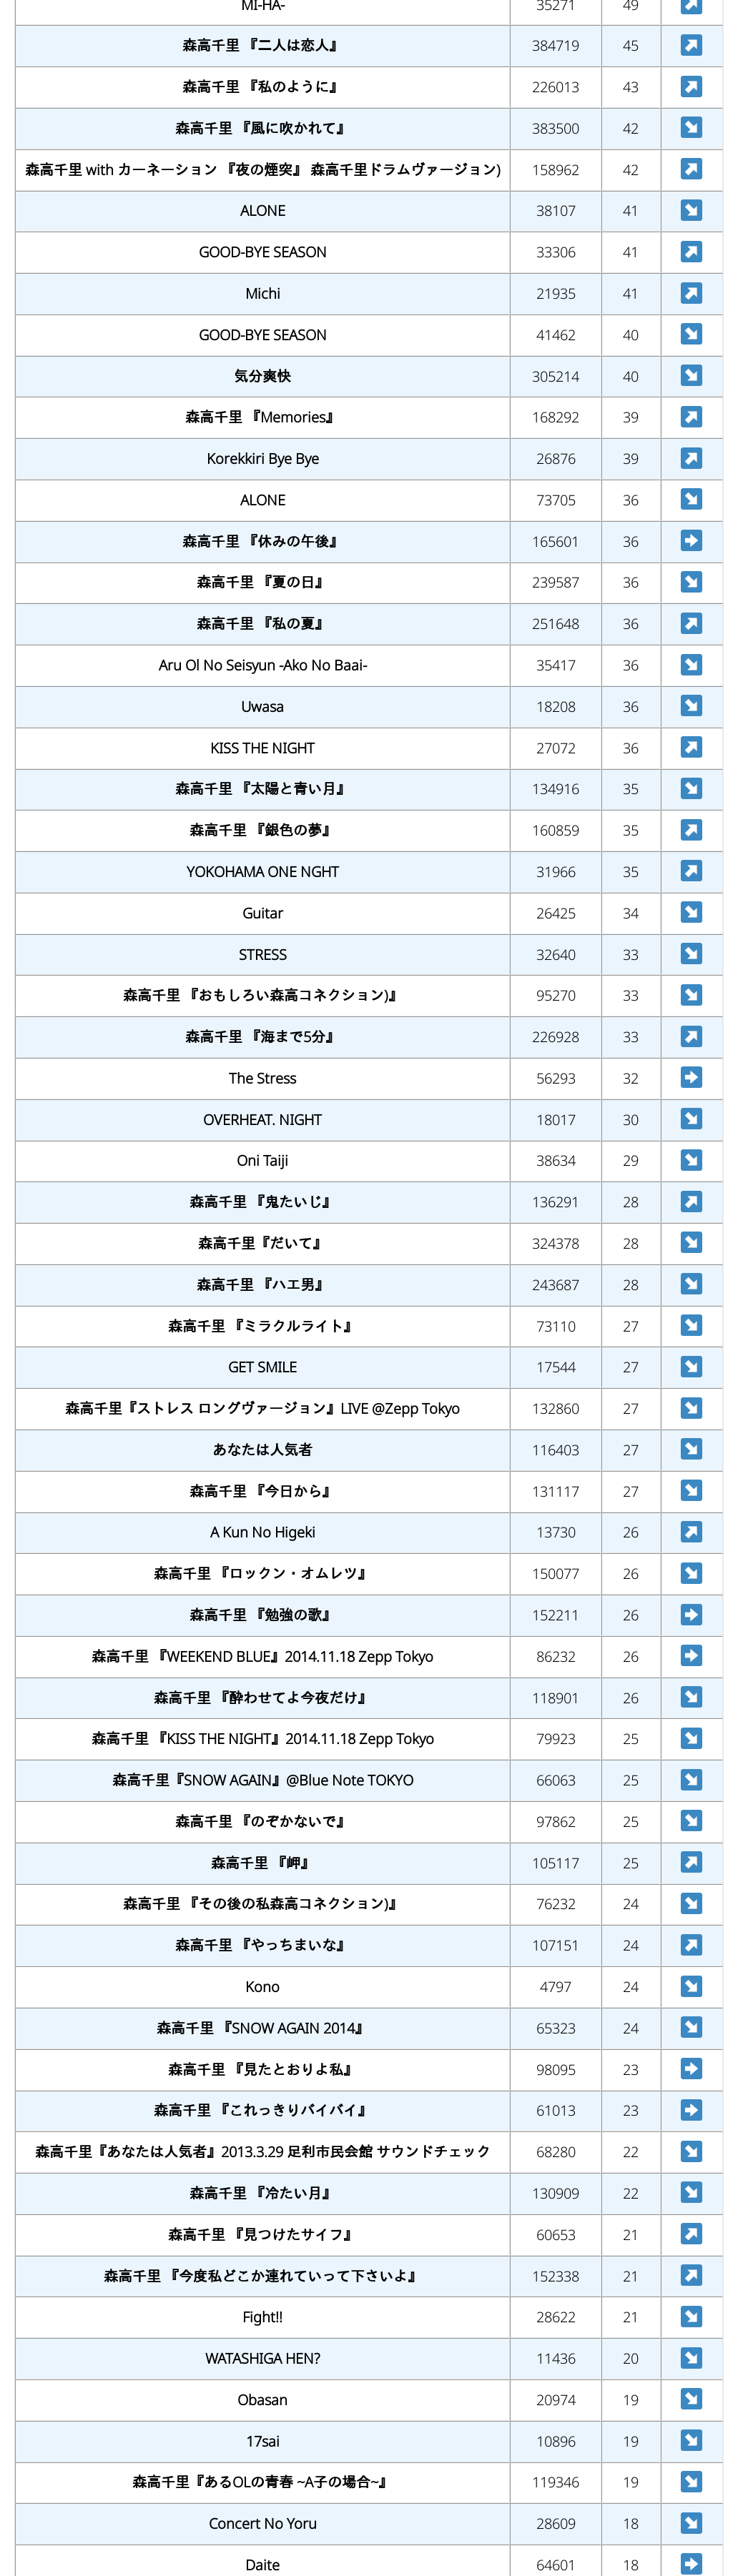 MI-HA- 35271 49
森高千里 『二人は恋人』 384719 45
森高千里 『私のように』 226013 43
森高千里 『風に吹かれて』 383500 42
森高千里 with カーネーション 『夜の煙突』 森高千里ドラムヴァージョン) 158962 42
ALONE 38107 41
GOOD-BYE SEASON 33306 41
Michi 21935 41
GOOD-BYE SEASON 41462 40
気分爽快 305214 40
森高千里 『Memories』 168292 39
Korekkiri Bye Bye 26876 39
ALONE 73705 36
森高千里 『休みの午後』 165601 36
森高千里 『夏の日』 239587 36
森高千里 『私の夏』 251648 36
Aru Ol No Seisyun -Ako No Baai- 35417 36
Uwasa 18208 36
KISS THE NIGHT 27072 36
森高千里 『太陽と青い月』 134916 35
森高千里 『銀色の夢』 160859 35
YOKOHAMA ONE NGHT 31966 35
Guitar 26425 34
STRESS 32640 33
森高千里 『おもしろい森高コネクション)』 95270 33
森高千里 『海まで5分』 226928 33
The Stress 56293 32
OVERHEAT. NIGHT 18017 30
Oni Taiji 38634 29
森高千里 『鬼たいじ』 136291 28
森高千里『だいて』 324378 28
森高千里 『ハエ男』 243687 28
森高千里 『ミラクルライト』 73110 27
GET SMILE 17544 27
森高千里『ストレス ロングヴァージョン』LIVE @Zepp Tokyo 132860 27
あなたは人気者 116403 27
森高千里 『今日から』 131117 27
A Kun No Higeki 13730 26
森高千里 『ロックン・オムレツ』 150077 26
森高千里 『勉強の歌』 152211 26
森高千里 『WEEKEND BLUE』2014.11.18 Zepp Tokyo 86232 26
森高千里 『酔わせてよ今夜だけ』 118901 26
森高千里 『KISS THE NIGHT』2014.11.18 Zepp Tokyo 79923 25
森高千里『SNOW AGAIN』@Blue Note TOKYO 66063 25
森高千里 『のぞかないで』 97862 25
森高千里 『岬』 105117 25
森高千里 『その後の私森高コネクション)』 76232 24
森高千里 『やっちまいな』 107151 24
Kono 4797 24
森高千里 『SNOW AGAIN 2014』 65323 24
森高千里 『見たとおりよ私』 98095 23
森高千里 『これっきりバイバイ』 61013 23
森高千里『あなたは人気者』2013.3.29 足利市民会館 サウンドチェック 68280 22
森高千里 『冷たい月』 130909 22
森高千里 『見つけたサイフ』 60653 21
森高千里 『今度私どこか連れていって下さいよ』 152338 21
Fight!! 28622 21
WATASHIGA HEN? 11436 20
Obasan 20974 19
17sai 10896 19
森高千里『あるOLの青春 ~A子の場合~』 119346 19
Concert No Yoru 28609 18
Daite 64601 18